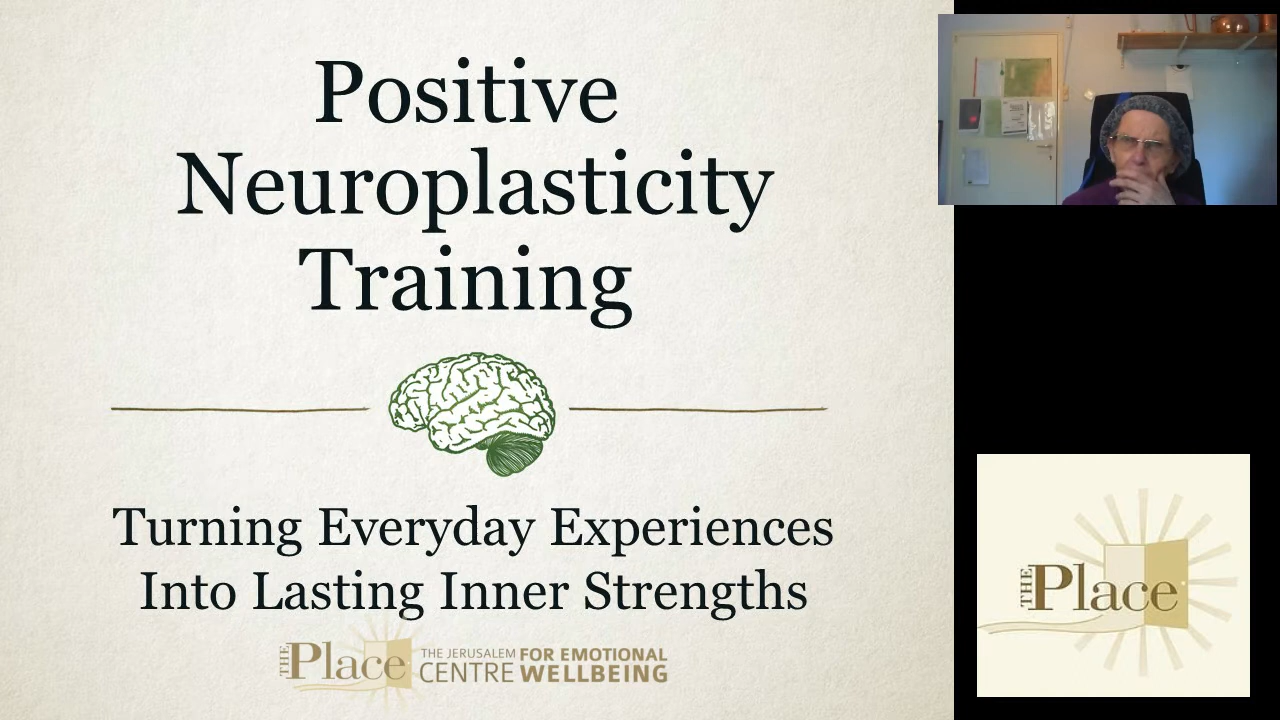 Positive
Neuroplasticity
Training
Turning Everyday Experiences
Into Lasting Inner Strengths
THE Place THE JERUSALEM CENTRE FOR EMOTIONAL WELLBEING
THE Place